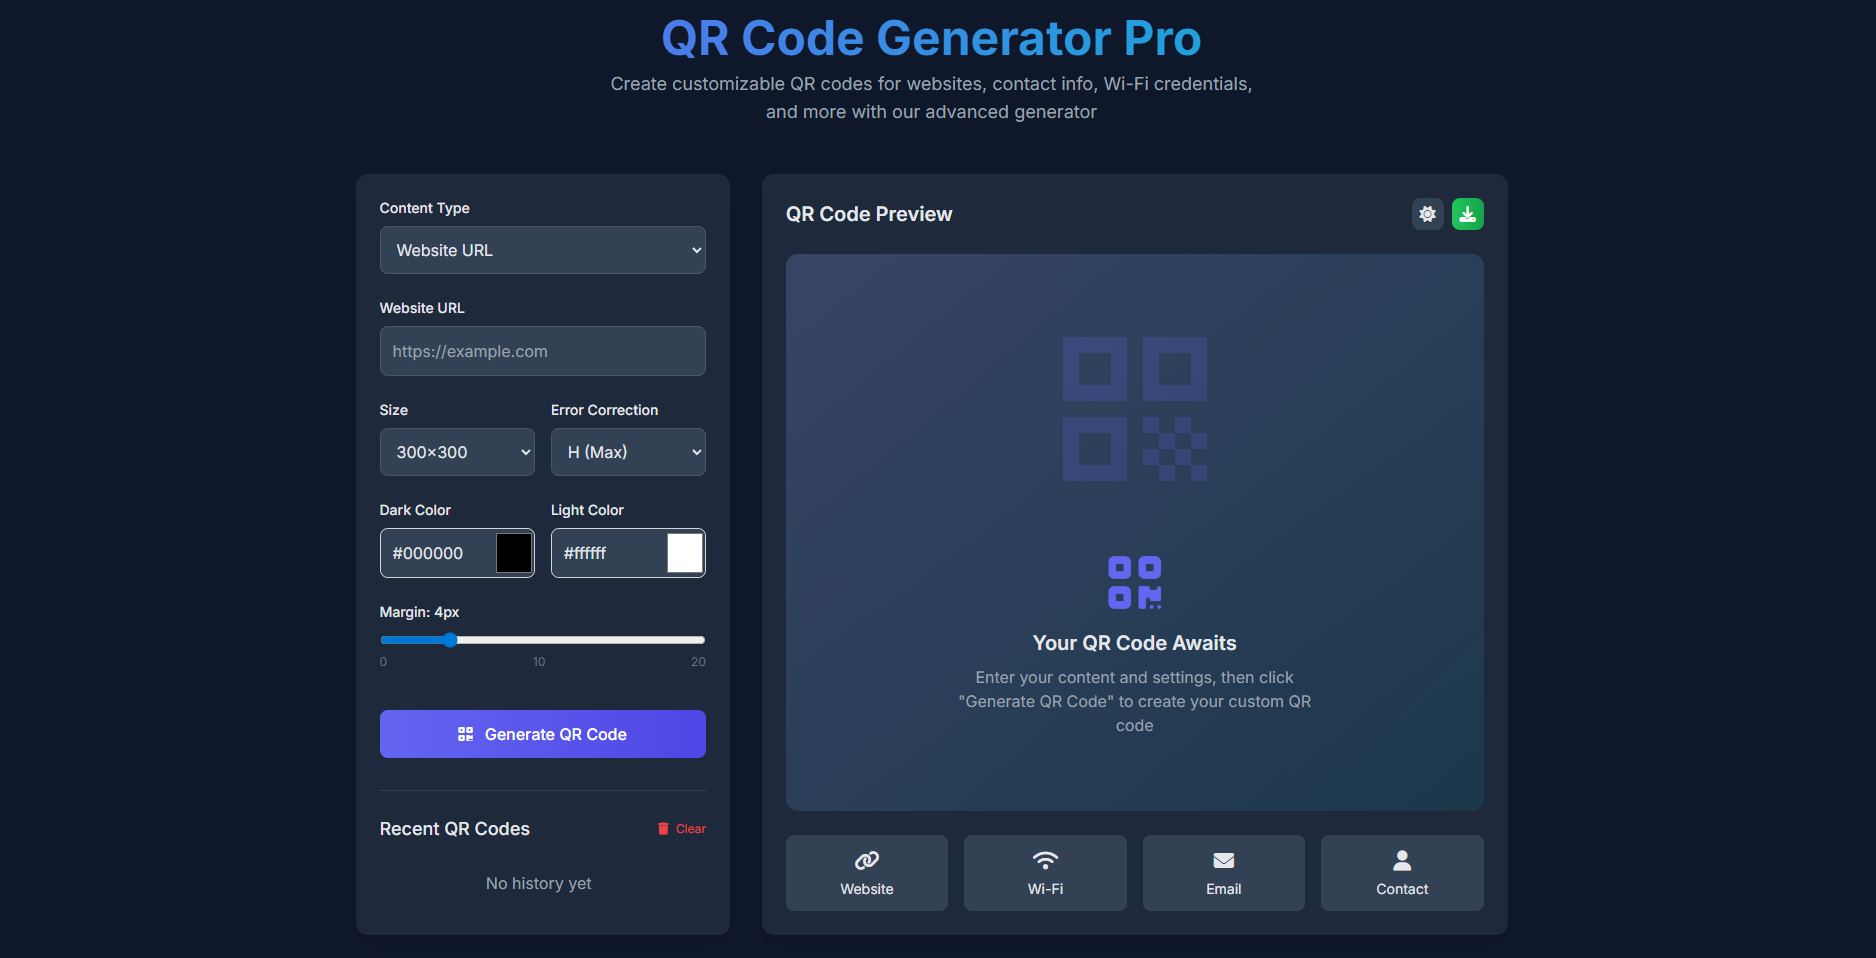 QR Code Generator Pro
Create customizable QR codes for websites, contact info, Wi-Fi credentials,
and more with our advanced generator
Content Type
Website URL
Website URL
https://example.com
Size
Error Correction
300×300
H (Max)
Dark Color
Light Color
#000000
#ffffff
Margin: 4px
0
10
20
Generate QR Code
Recent QR Codes
Clear
No history yet
QR Code Preview
Your QR Code Awaits
Enter your content and settings, then click
"Generate QR Code" to create your custom QR
code
Website
Wi-Fi
Email
Contact